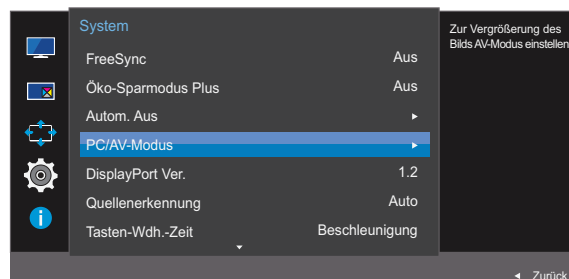 System
FreeSync Aus
Öko-Sparmodus Plus Aus
Autom. Aus
PC/AV-Modus
DisplayPort Ver. 1.2
Quellenerkennung Auto
Tasten-Wdh.-Zeit Beschleunigung
Zur Vergrößerung des
Bilds AV-Modus einstellen
Zurück